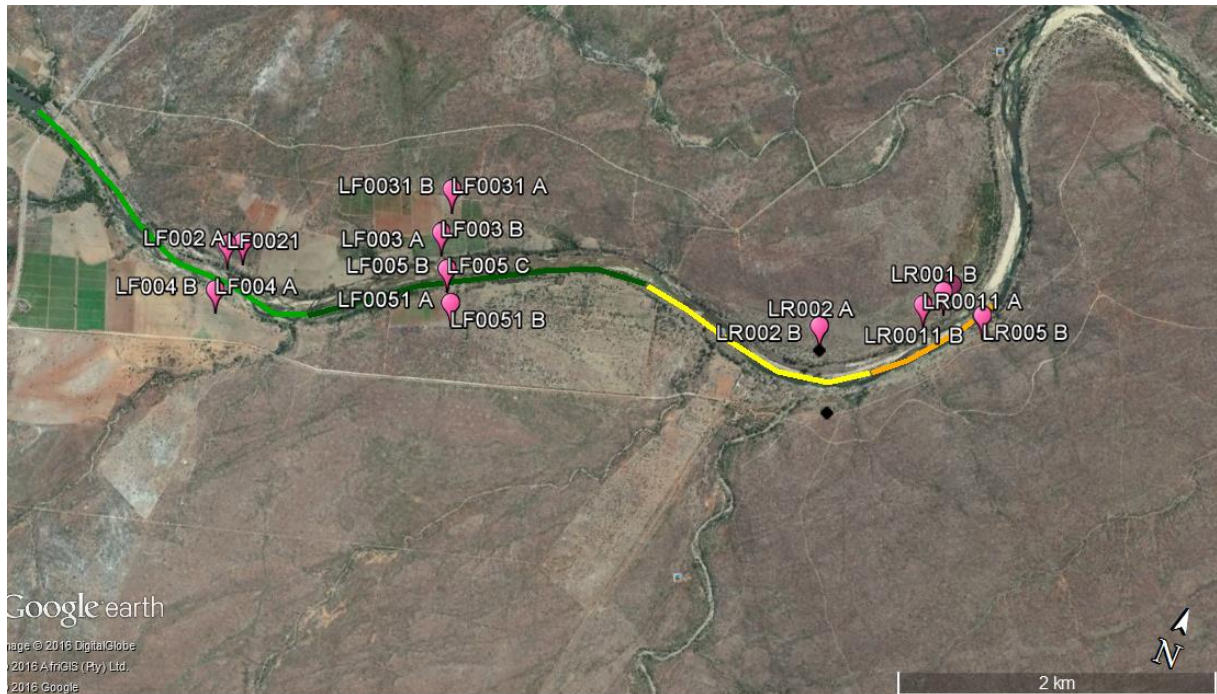 LF0031 B
LF0031 A
LF002 A
LF0021
LF003 A
LF003 B
LF005 B
LF005 C
LF004 B
LF004 A
LF0051 A
LF0051 B
LR001 B
LR002 A
LR0011 A
LR002 B
LR0011 B
LR005 B
Google earth
mage © 2016 DigitalGlobe
2016 AfriGIS (Pty) Ltd.
2016 Google
N
2 km